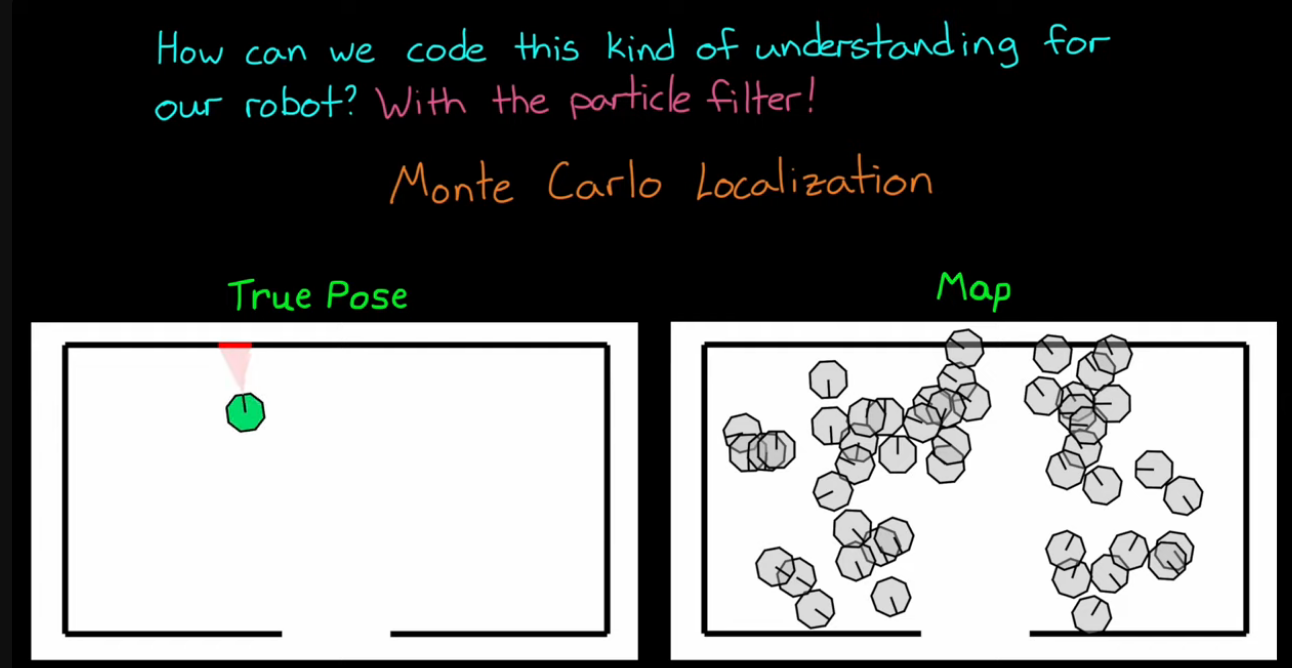 How can we code this kind of understanding for
our robot? With the particle filter!
Monte Carlo Localization
True Pose
Map